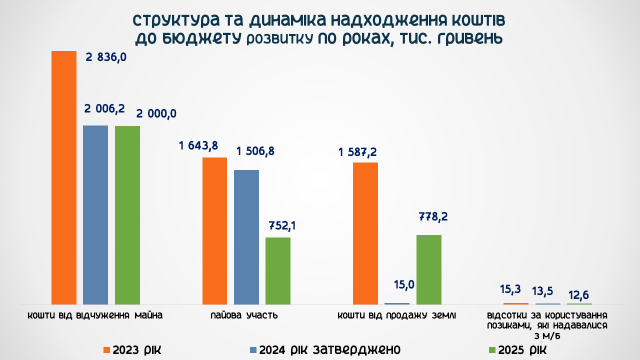 СТРУКТУРА ТА ДИНАМІКА НАДХОДЖЕННЯ КОШТІВ
ДО БЮДЖЕТУ РОЗВИТКУ ПО РОКАХ, ТИС. ГРИВЕНЬ
2 836,0
2 006,2
2 000,0
1 643,8
1 506,8
752,1
1 587,2
15,0
778,2
15,3
13,5
12,6
КОШТИ ВІД ВІДЧУЖЕННЯ МАЙНА
ПАЙОВА УЧАСТЬ
КОШТИ ВІД ПРОДАЖУ ЗЕМЛІ
ВІДСОТКИ ЗА КОРИСТУВАННЯ
ПОЗИКАМИ, ЯКІ НАДАВАЛИСЯ
З М/Б
2023 РІК
2024 РІК ЗАТВЕРДЖЕНО
2025 РІК